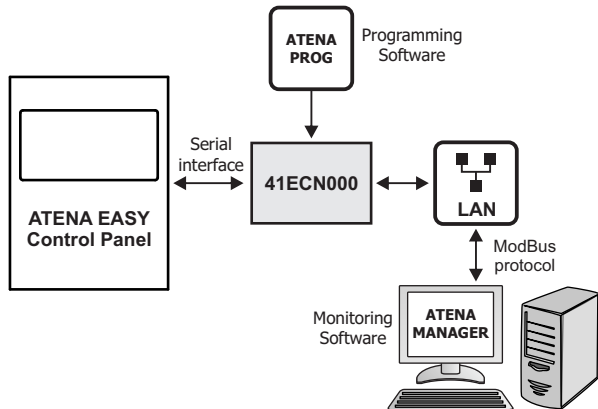 ATENA
PROG
Programming
Software
Serial
interface
41ECN000
ATENA EASY
Control Panel
LAN
ModBus
protocol
Monitoring
Software
ATENA
MANAGER